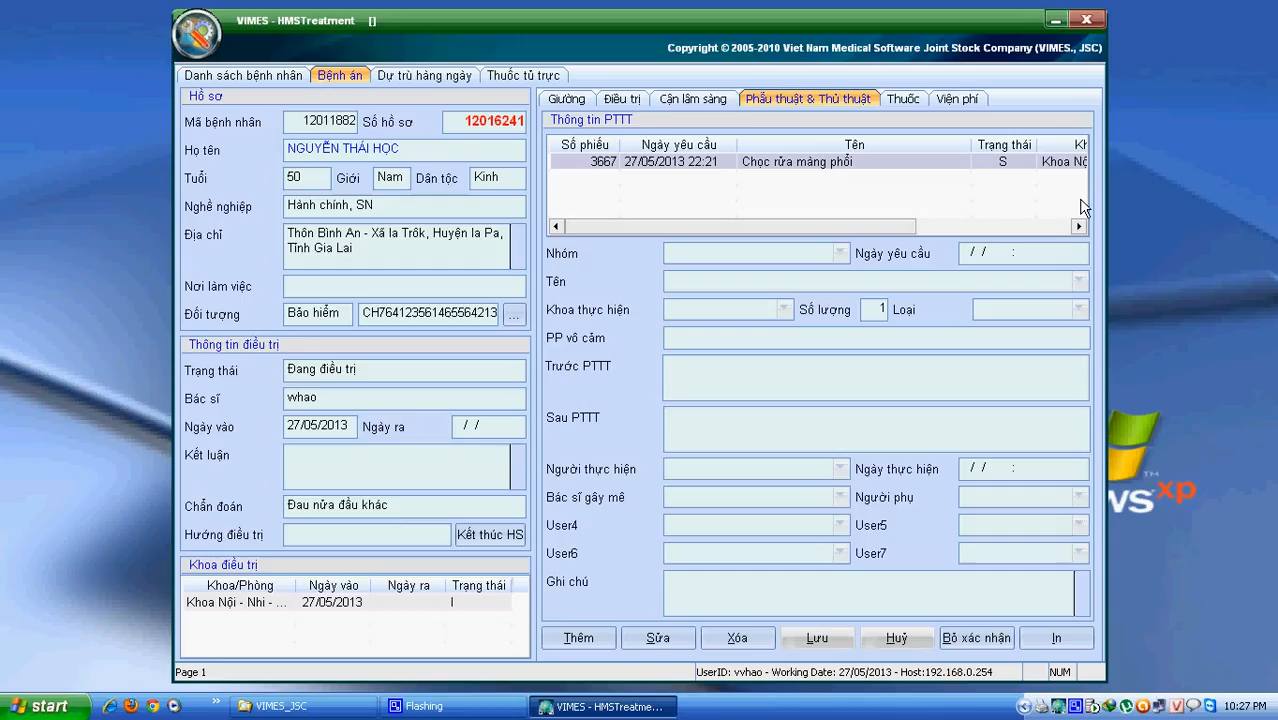 VIMES - HMSTreatment []
Copyright © 2005-2010 Viet Nam Medical Software Joint Stock Company (VIMES., JSC)
Danh sách bệnh nhân Bệnh án Dự trù hàng ngày Thuốc tủ trực
Hồ sơ
Mã bệnh nhân 12011882 Số hồ sơ 12016241
Họ tên NGUYỄN THÁI HỌC
Tuổi 50 Giới Nam Dân tộc Kinh
Nghề nghiệp Hành chính, SN
Địa chỉ Thôn Bình An - Xã Ia Trôk, Huyện Ia Pa,
Tỉnh Gia Lai
Nơi làm việc
Đối tượng Bảo hiểm CH764123561465564213 ...
Thông tin điều trị
Trạng thái Đang điều trị
Bác sĩ vvhao
Ngày vào 27/05/2013 Ngày ra / /
Kết luận
Chẩn đoán Đau nửa đầu khác
Hướng điều trị Kết thúc HS
Khoa điều trị
Khoa/Phòng Ngày vào Ngày ra Trạng thái
Khoa Nội - Nhi - ... 27/05/2013 I
Giường Điều trị Cận lâm sàng Phẫu thuật & Thủ thuật Thuốc Viện phí
Thông tin PTTT
Số phiếu Ngày yêu cầu Tên Trạng thái Kh
3667 27/05/2013 22:21 Chọc rửa màng phổi S Khoa Nộ
Nhóm Ngày yêu cầu / / :
Tên
Khoa thực hiện Số lượng 1 Loại
PP vô cảm
Trước PTTT
Sau PTTT
Người thực hiện Ngày thực hiện / / :
Bác sĩ gây mê Người phụ
User4 User5
User6 User7
Ghi chú
Thêm Sửa Xóa Lưu Huỷ Bỏ xác nhận In
Page 1 UserID: vvhao - Working Date: 27/05/2013 - Host:192.168.0.254 NUM
ws xp
TM
start VIMES_JSC Flashing VIMES - HMSTreatme... 10:27 PM